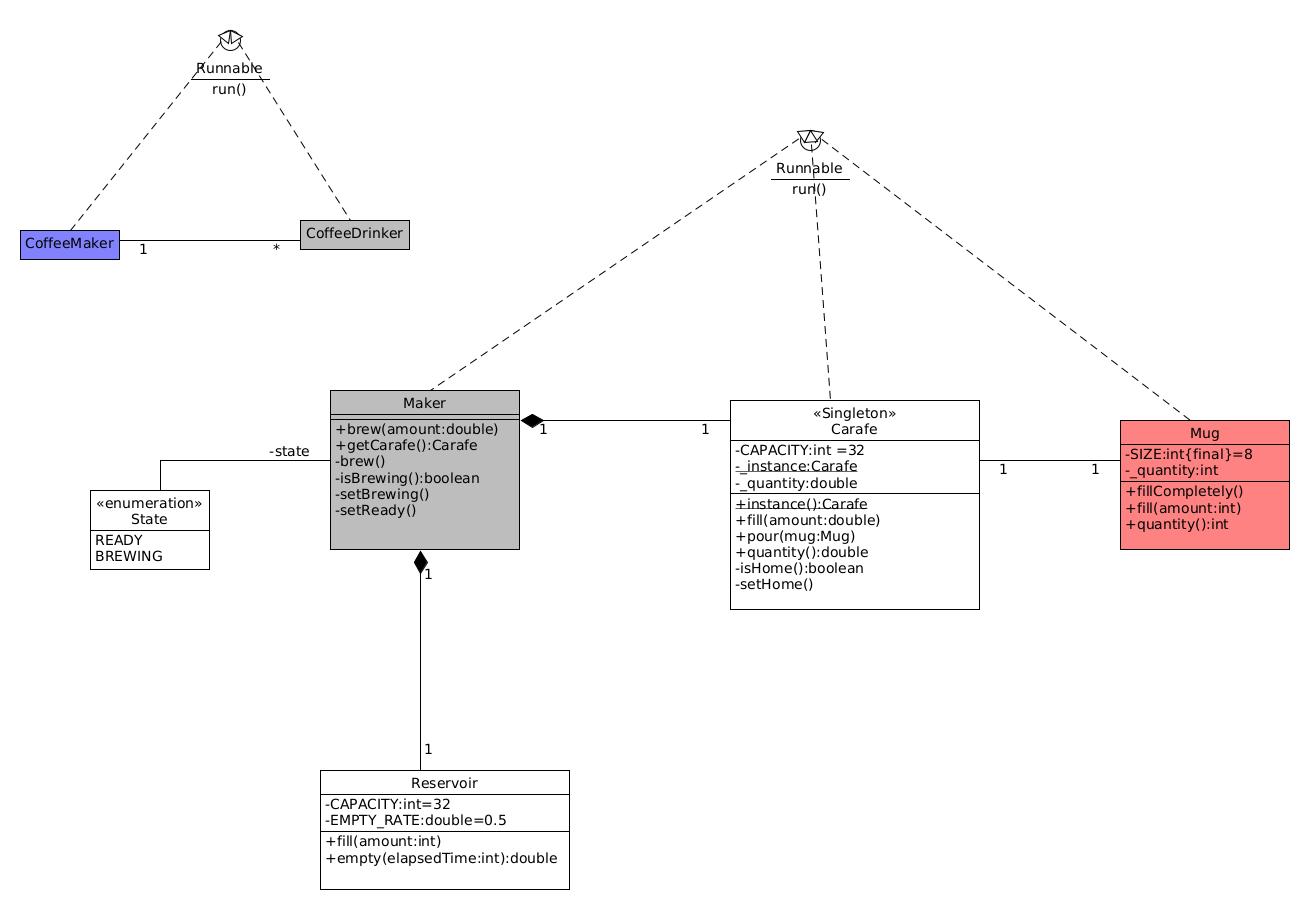 Runnable
run()
CoffeeMaker
1
*
CoffeeDrinker
Runnable
run()
Maker
+brew(amount:double)
+getCarafe():Carafe
-brew()
-isBrewing():boolean
-setBrewing()
-setReady()
1
1
-state
«enumeration»
State
READY
BREWING
«Singleton»
Carafe
-CAPACITY:int =32
-_instance:Carafe
-_quantity:double
+instance():Carafe
+fill(amount:double)
+pour(mug:Mug)
+quantity():double
-isHome():boolean
-setHome()
1
1
Mug
-SIZE:int{final}=8
-_quantity:int
+fillCompletely()
+fill(amount:int)
+quantity():int
1
1
Reservoir
-CAPACITY:int=32
-EMPTY_RATE:double=0.5
+fill(amount:int)
+empty(elapsedTime:int):double